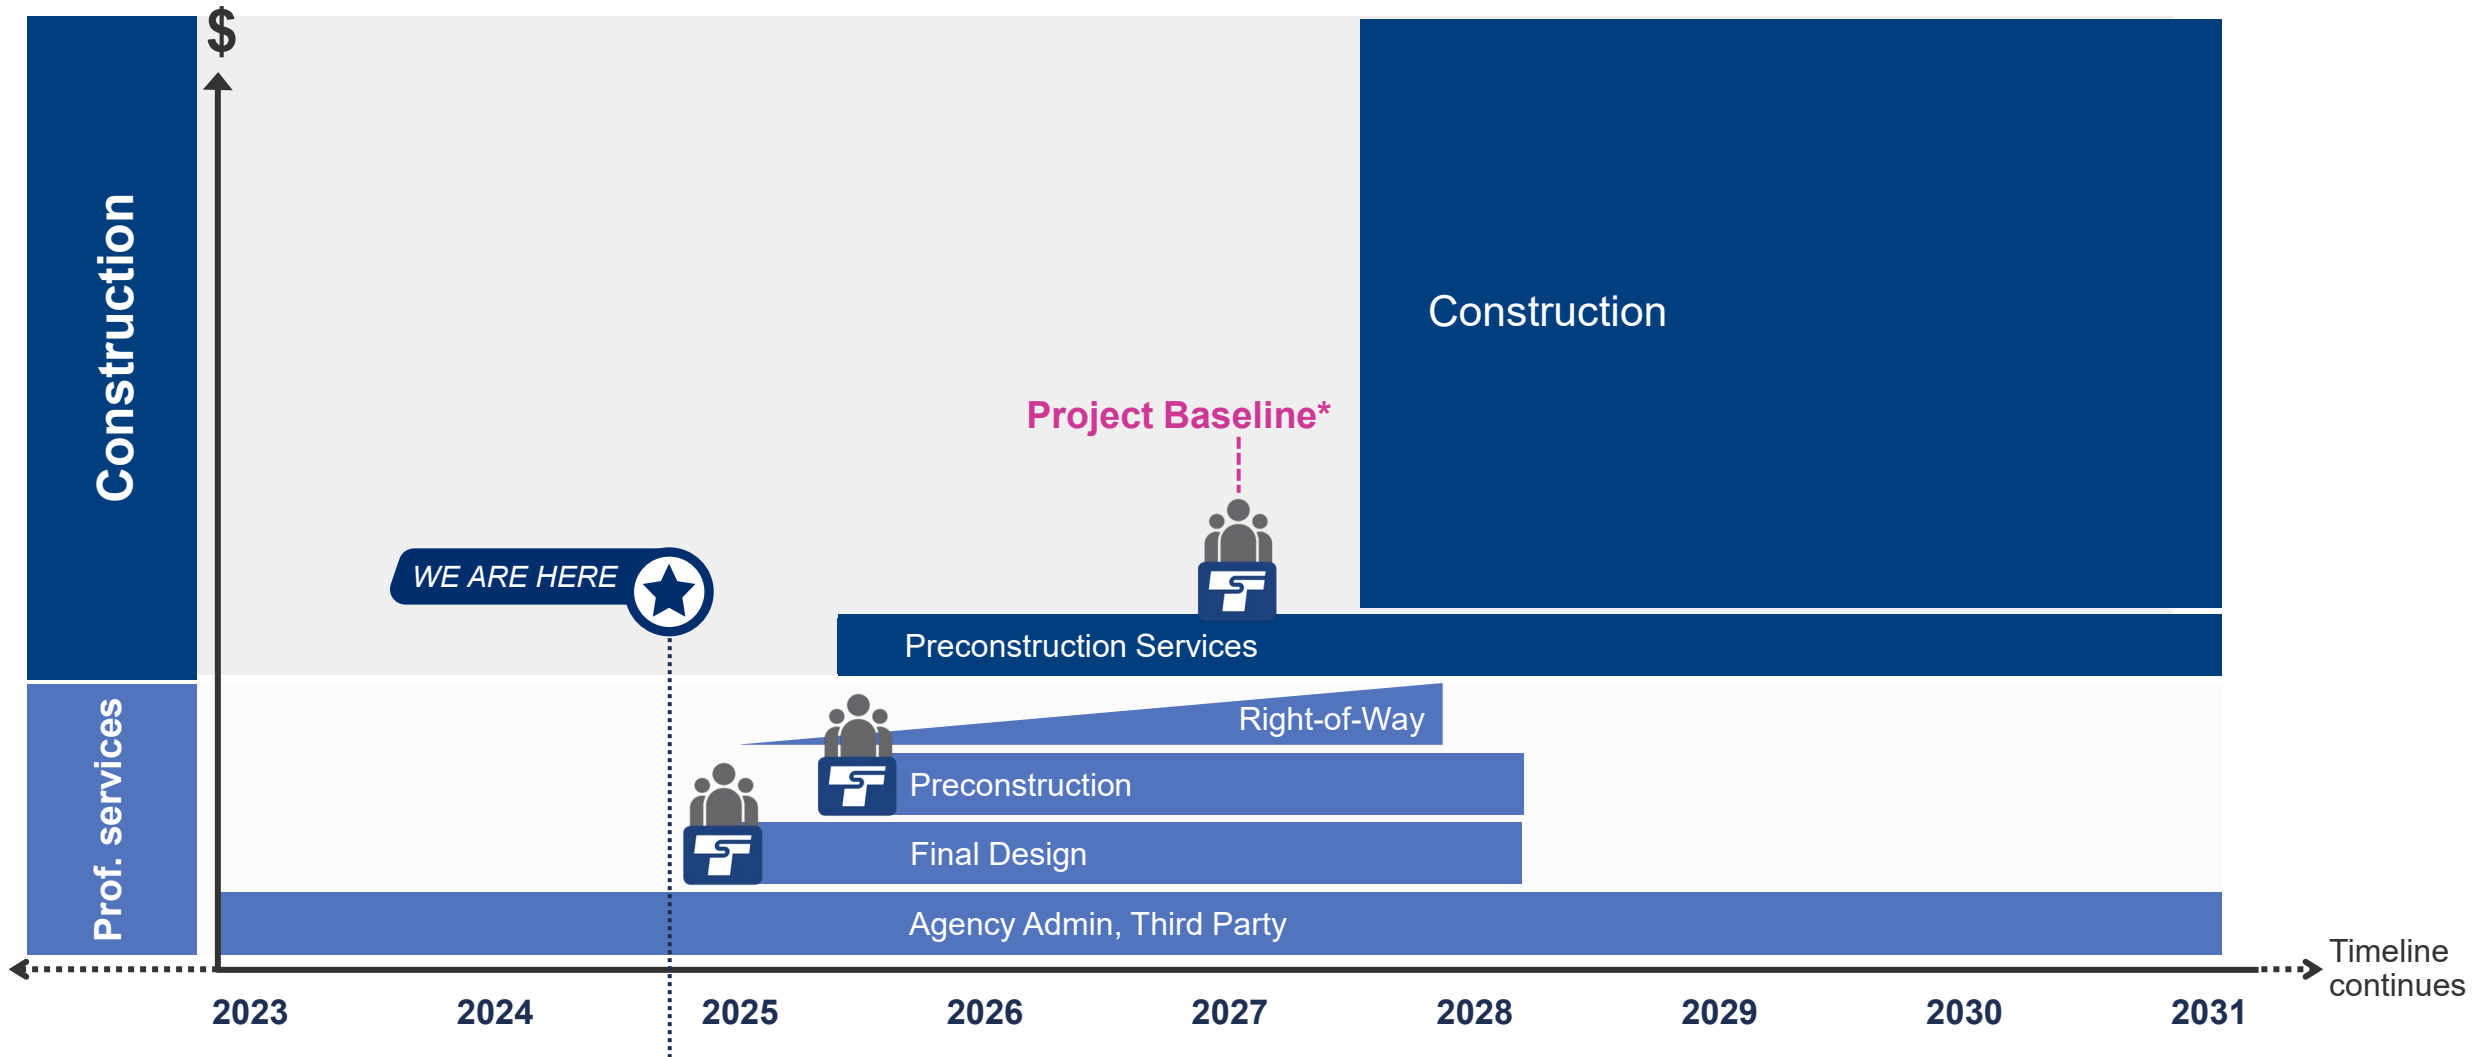 $
Construction
Construction
Project Baseline*
WE ARE HERE
Preconstruction Services
Prof. services
Right-of-Way
Preconstruction
Final Design
Agency Admin, Third Party
Timeline
continues
2023 2024 2025 2026 2027 2028 2029 2030 2031